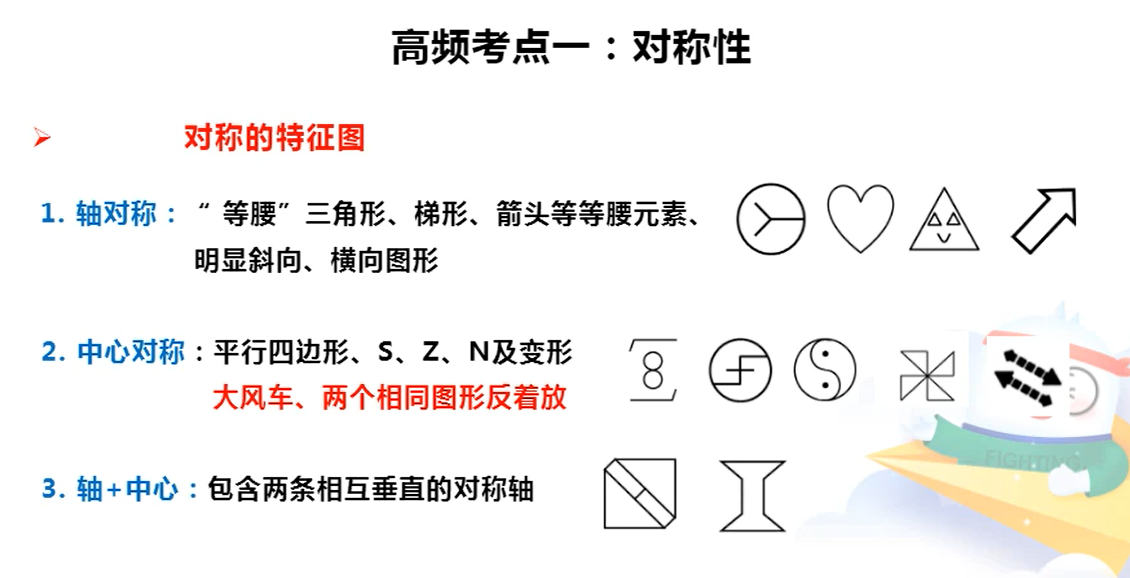 高频考点一：对称性
➢ 对称的特征图
1. 轴对称：“ 等腰”三角形、梯形、箭头等等腰元素、
明显斜向、横向图形
2. 中心对称：平行四边形、S、Z、N及变形
大风车、两个相同图形反着放
FIGHTING
3. 轴+中心：包含两条相互垂直的对称轴